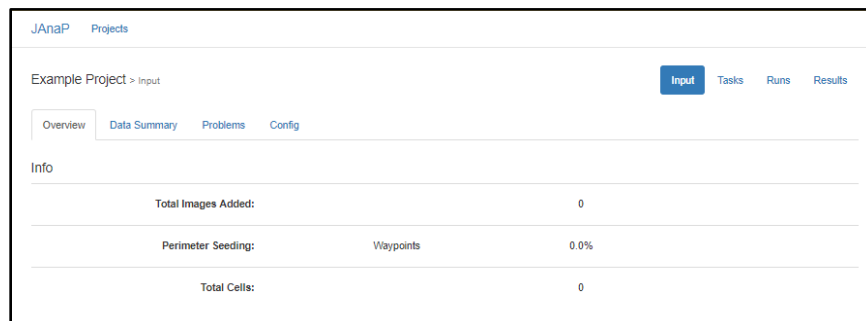 JAnaP Projects
Example Project > Input Input Tasks Runs Results
Overview Data Summary Problems Config
Info
Total Images Added: 0
Perimeter Seeding: Waypoints 0.0%
Total Cells: 0